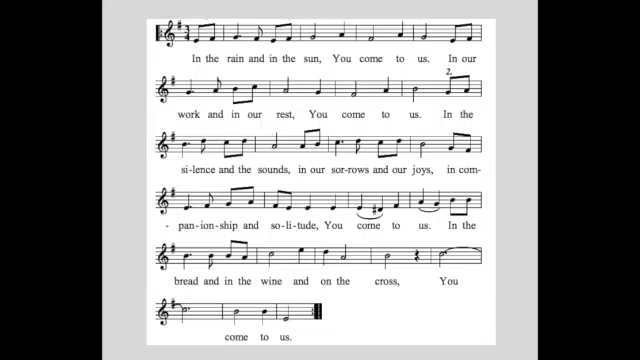 In the rain and in the sun, You come to us. In our
2.
work and in our rest, You come to us. In the
si-lence and the sounds, in our sor-rows and our joys, in com-
- pan-ion-ship and so-li-tude, You come to us. In the
bread and in the wine and on the cross, You
come to us.